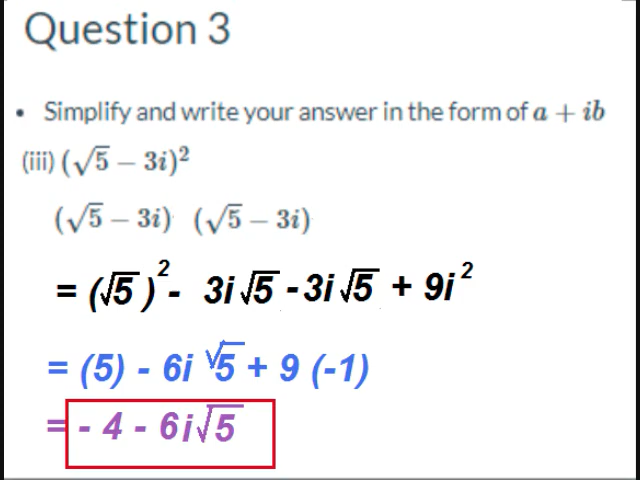 Question 3
• Simplify and write your answer in the form of a + ib
(iii) (√5 − 3i)²
(√5 − 3i) (√5 − 3i)
= (√5)² - 3i√5 - 3i√5 + 9i²
= (5) - 6i √5 + 9 (-1)
= - 4 - 6i√5